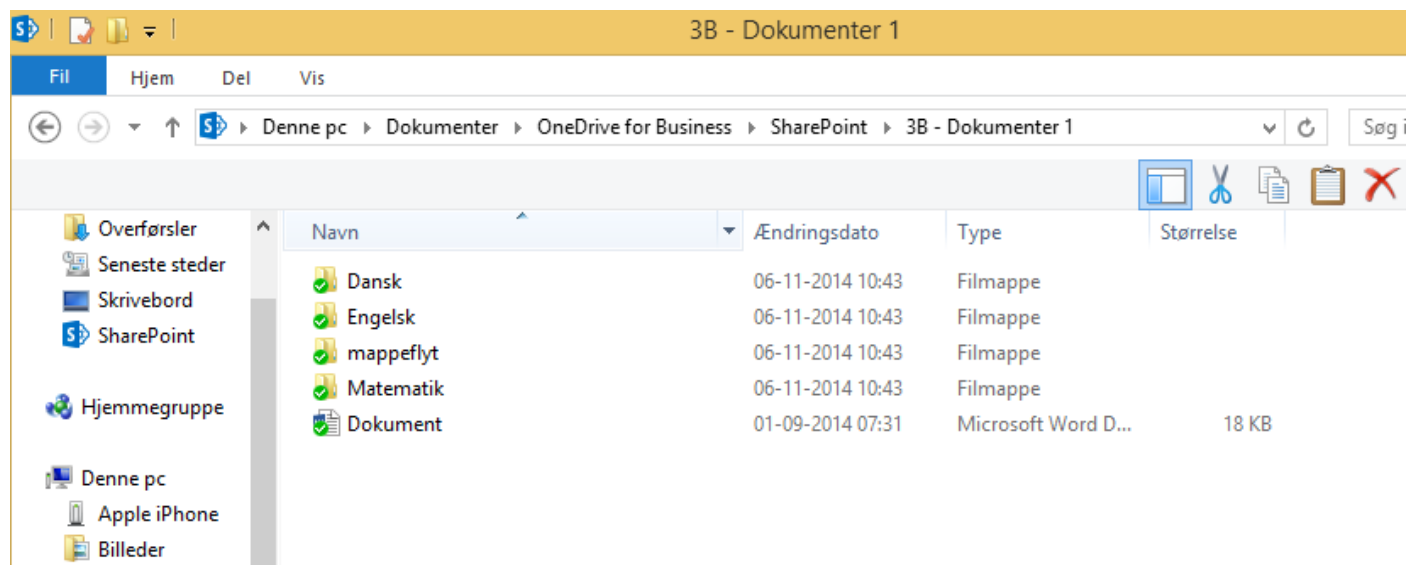 3B - Dokumenter 1
Fil Hjem Del Vis
Denne pc Dokumenter OneDrive for Business SharePoint 3B - Dokumenter 1 Søg i
Overførsler
Seneste steder
Skrivebord
SharePoint
Hjemmegruppe
Denne pc
Apple iPhone
Billeder
Navn Ændringsdato Type Størrelse
Dansk 06-11-2014 10:43 Filmappe
Engelsk 06-11-2014 10:43 Filmappe
mappeflyt 06-11-2014 10:43 Filmappe
Matematik 06-11-2014 10:43 Filmappe
Dokument 01-09-2014 07:31 Microsoft Word D... 18 KB